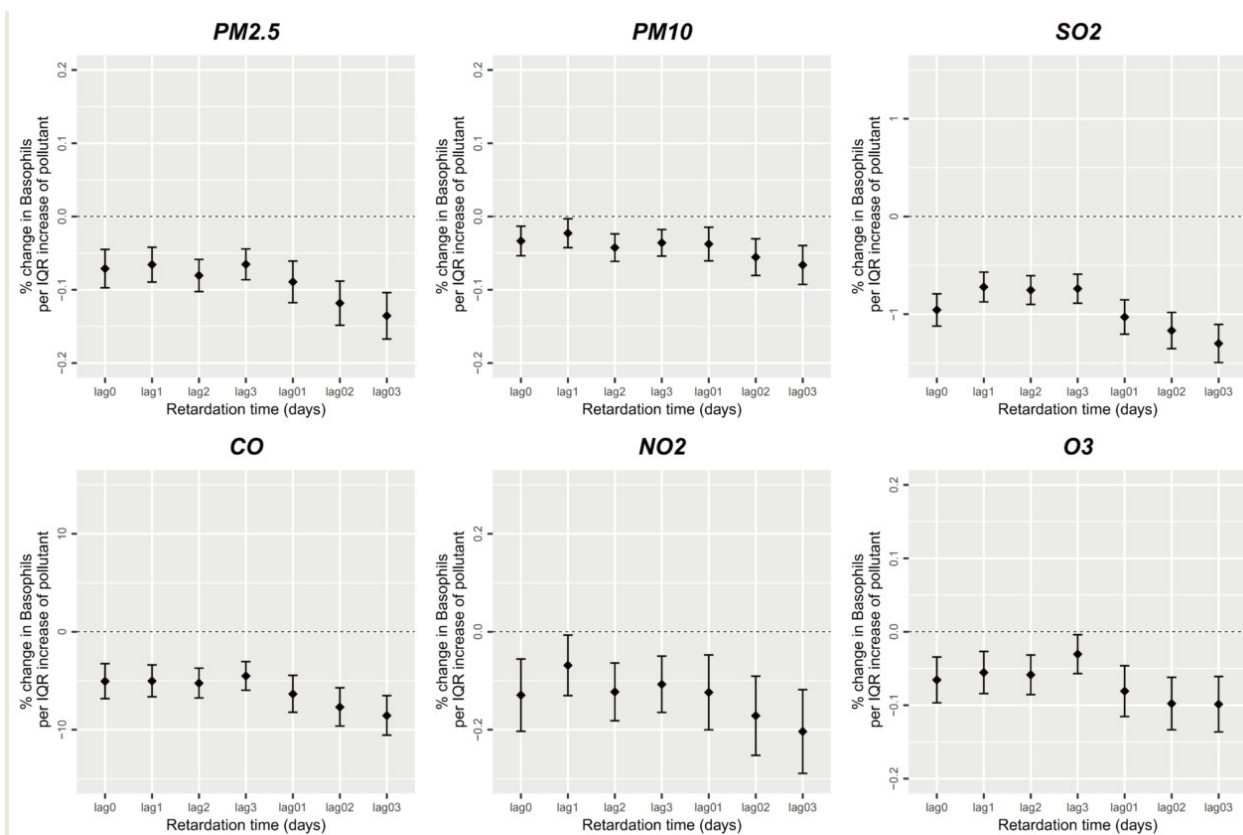 PM2.5
PM10
SO2
% change in Basophils
per IQR increase of pollutant
0.2
0.1
0.0
−0.1
−0.2
lag0 lag1 lag2 lag3 lag01 lag02 lag03
Retardation time (days)
% change in Basophils
per IQR increase of pollutant
0.2
0.1
0.0
−0.1
−0.2
lag0 lag1 lag2 lag3 lag01 lag02 lag03
Retardation time (days)
% change in Basophils
per IQR increase of pollutant
1
0
−1
lag0 lag1 lag2 lag3 lag01 lag02 lag03
Retardation time (days)
CO
NO2
O3
% change in Basophils
per IQR increase of pollutant
10
0
−10
lag0 lag1 lag2 lag3 lag01 lag02 lag03
Retardation time (days)
% change in Basophils
per IQR increase of pollutant
0.2
0.0
−0.2
lag0 lag1 lag2 lag3 lag01 lag02 lag03
Retardation time (days)
% change in Basophils
per IQR increase of pollutant
0.2
0.1
0.0
−0.1
−0.2
lag0 lag1 lag2 lag3 lag01 lag02 lag03
Retardation time (days)